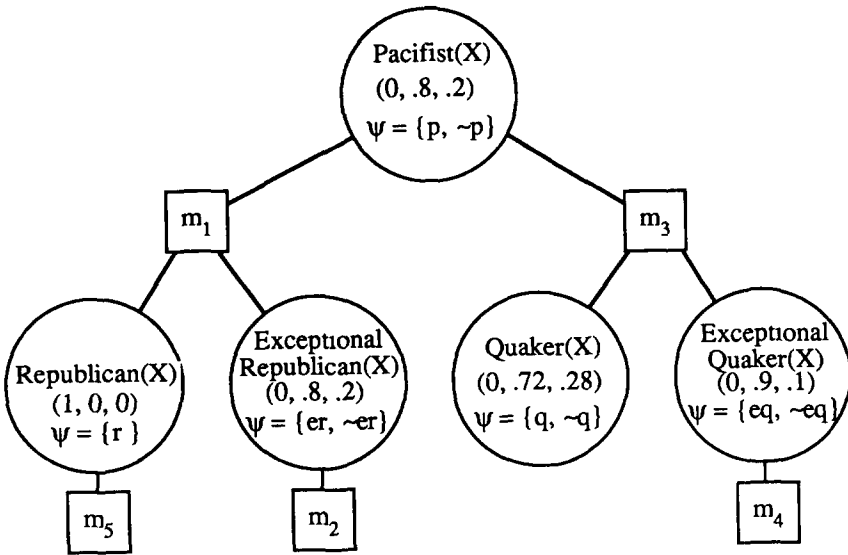 Pacifist(X)
(0, .8, .2)
ψ = {p, ~p}
m1
m3
Republican(X)
(1, 0, 0)
ψ = {r }
Exceptional
Republican(X)
(0, .8, .2)
ψ = {er, ~er}
Quaker(X)
(0, .72, .28)
ψ = {q, ~q}
Exceptional
Quaker(X)
(0, .9, .1)
ψ = {eq, ~eq}
m5
m2
m4